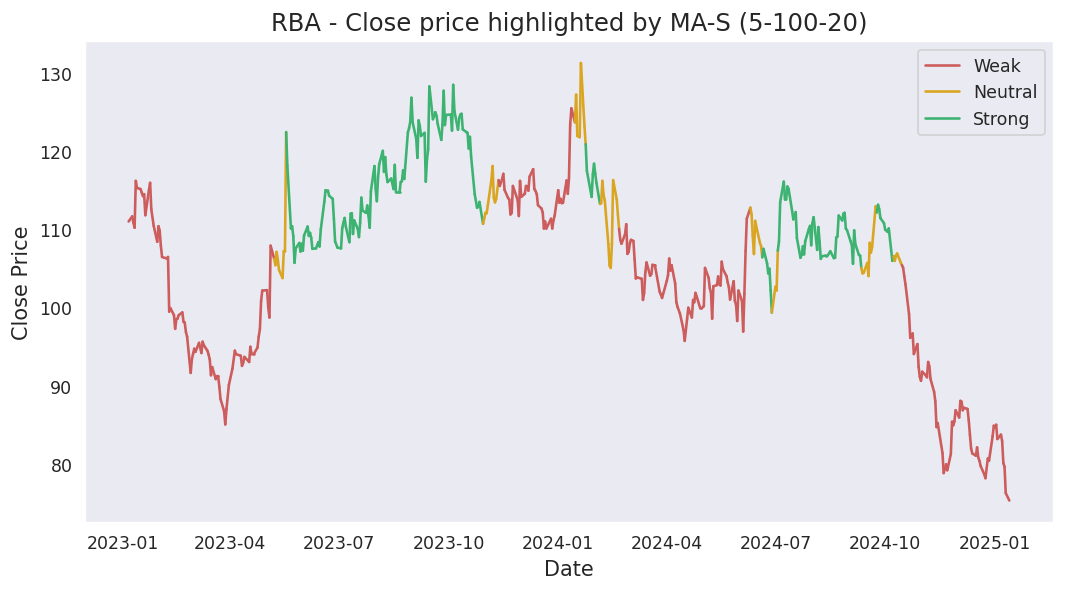 RBA - Close price highlighted by MA-S (5-100-20)
Weak
Neutral
Strong
Close Price
130
120
110
100
90
80
2023-01 2023-04 2023-07 2023-10 2024-01 2024-04 2024-07 2024-10 2025-01
Date